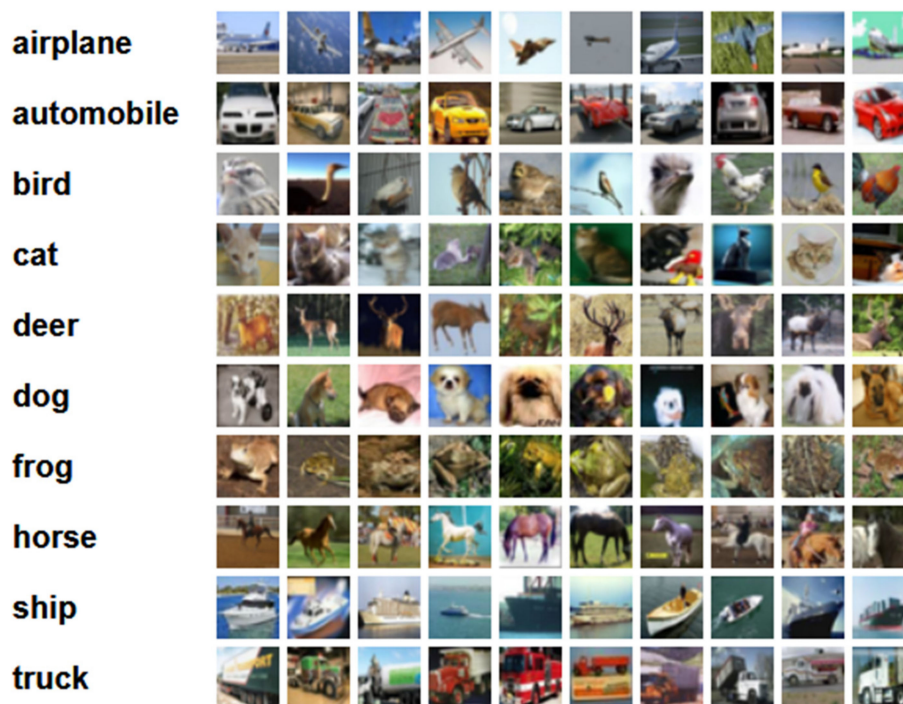 airplane
automobile
bird
cat
deer
dog
frog
horse
ship
truck